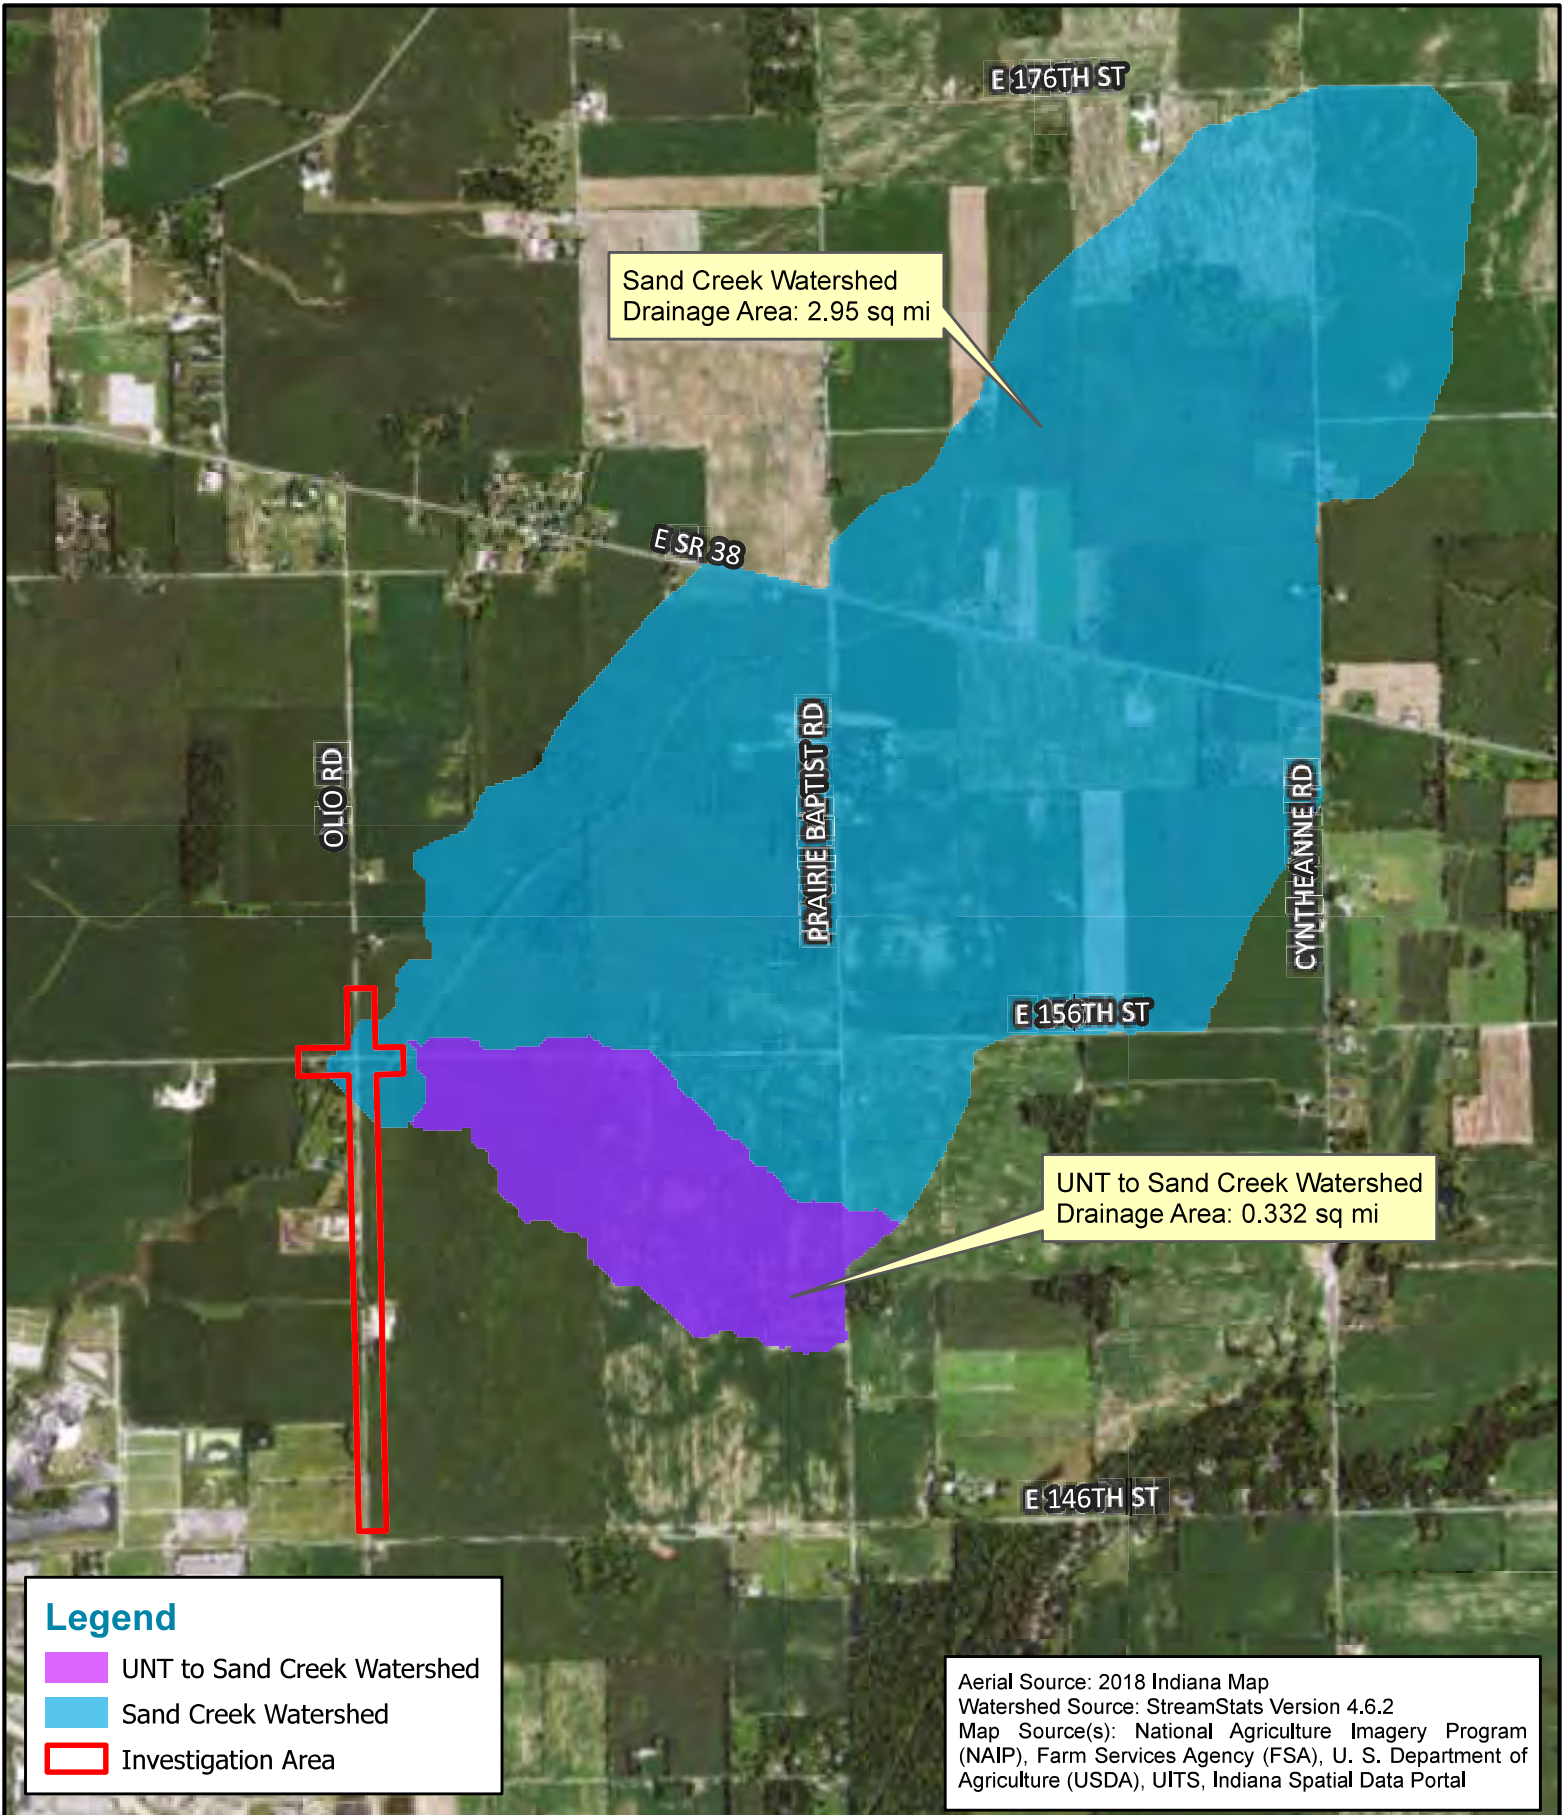 E 176TH ST
Sand Creek Watershed
Drainage Area: 2.95 sq mi
E SR 38
OLIO RD
PRAIRIE BAPTIST RD
CYNTHEANNE RD
E 156TH ST
UNT to Sand Creek Watershed
Drainage Area: 0.332 sq mi
E 146TH ST
Legend
UNT to Sand Creek Watershed
Sand Creek Watershed
Investigation Area
Aerial Source: 2018 Indiana Map
Watershed Source: StreamStats Version 4.6.2
Map Source(s): National Agriculture Imagery Program
(NAIP), Farm Services Agency (FSA), U. S. Department of
Agriculture (USDA), UITS, Indiana Spatial Data Portal